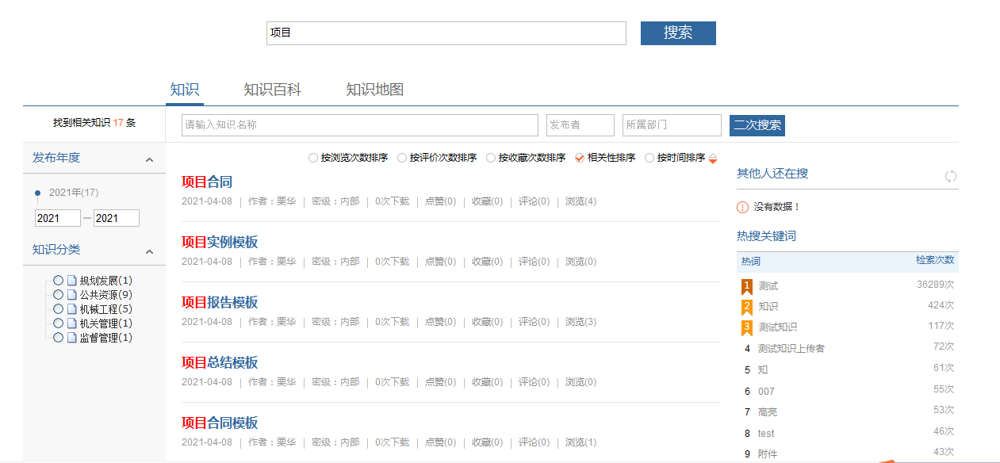 项目
搜索
知识 知识百科 知识地图
找到相关知识 17 条
请输入知识名称 发布者 所属部门 二次搜索
发布年度
2021年(17)
2021 — 2021
知识分类
规划发展(1)
公共资源(9)
机械工程(5)
机关管理(1)
监督管理(1)
按浏览次数排序 按评价次数排序 按收藏次数排序 相关性排序 按时间排序
项目合同
2021-04-08 | 作者：栗华 | 密级：内部 | 0次下载 | 点赞(0) | 收藏(0) | 评论(0) | 浏览(4)
项目实例模板
2021-04-08 | 作者：栗华 | 密级：内部 | 0次下载 | 点赞(0) | 收藏(0) | 评论(0) | 浏览(0)
项目报告模板
2021-04-08 | 作者：栗华 | 密级：内部 | 0次下载 | 点赞(0) | 收藏(0) | 评论(0) | 浏览(3)
项目总结模板
2021-04-08 | 作者：栗华 | 密级：内部 | 0次下载 | 点赞(0) | 收藏(0) | 评论(0) | 浏览(0)
项目合同模板
2021-04-08 | 作者：栗华 | 密级：内部 | 0次下载 | 点赞(0) | 收藏(0) | 评论(0) | 浏览(1)
其他人还在搜
没有数据！
热搜关键词
热词 检索次数
1 测试 36289次
2 知识 424次
3 测试知识 117次
4 测试知识上传者 72次
5 知 61次
6 007 55次
7 高亮 53次
8 test 46次
9 附件 43次